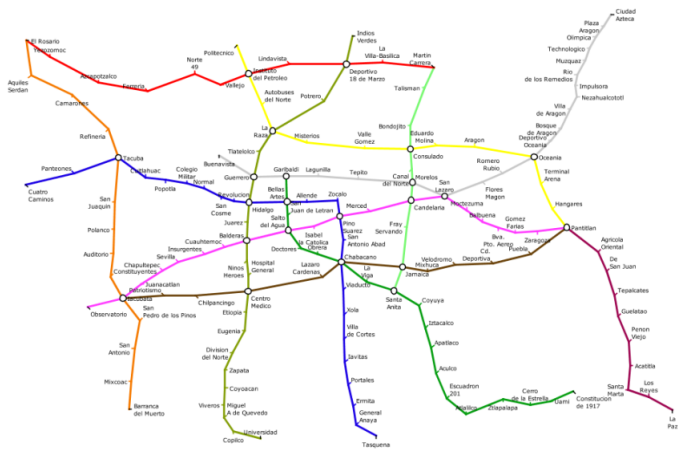 Ciudad
Azteca
Plaza
Aragon
Olimpica
Technologico
Muzquaz
Rio
de los Remedios
Impulsora
Nezahualcototl
Vila
de Aragon
Bosque
de Aragon
Deportivo
Oceania
Oceania
Indios
Verdes
El Rosario
Yerozomoc
Politecnico
Norte
49
Lindavista
La
Villa-Basilica
Martin
Carrera
Instituto
del Petroleo
Deportivo
18 de Marzo
Aquiles
Serdan
Azcapotzalco
Ferreria
Vallejo
Autobuses
del Norte
Potrero
Talisman
Camarones
Refineria
La
Raza
Misterios
Valle
Gomez
Bondojito
Eduardo
Molina
Consulado
Aragon
Romero
Rubio
Terminal
Arena
Hangares
Pantitlan
Tlatelolco
Buenavista
Guerrero
Garibaldi
Lagunilla
Tepito
Canal
del Norte
Morelos
San
Lazaro
Flores
Magon
Tacuba
Panteones
Cuatro
Caminos
Cuitlahuac
Popotla
Colegio
Militar
Normal
San
Cosme
Revolucion
Hidalgo
Bellas
Artes
Allende
Zocalo
San
Juan de Letran
Merced
Candelaria
Moctezuma
Balbuena
Gomez
Farias
Bva.
Pto. Aereo
Zaragoza
San
Juaquin
Polanco
Auditorio
Juarez
Balderas
Salto
del Agua
Isabel
la Catolica
Pino
Suarez
San
Antonio Abad
Fray
Servando
Doctores
Obrera
Chabacano
Cuauhtemoc
Insurgentes
Sevilla
Chapultepec
Constituyentes
Juanacatlan
Patriotismo
Tacubaya
Observatorio
San
Pedro de los Pinos
Chilpancingo
Ninos
Heroes
Hospital
General
Centro
Medico
Lazaro
Cardenas
La
Viga
Jamaica
Mixhuca
Velodromo
Cd.
Deportiva
Puebla
Agricola
Oriental
De
San Juan
Tepalcates
Guelatao
Penon
Viejo
Acatitla
Santa
Marta
Los
Reyes
La
Paz
Santa
Anita
Coyuya
Iztacalco
Apatlaco
Aculco
Escuadron
201
Atlalilco
Ztlapalapa
Cerro
de la Estrella
Uami
Constitucion
de 1917
Viaducto
Xola
Villa
de Cortes
Javitas
Portales
Ermita
General
Anaya
Tasquena
Etiopia
Eugenia
Division
del Norte
Zapata
Coyoacan
Viveros
Miguel
A de Quevedo
Copilco
Universidad
San
Antonio
Mixcoac
Barranca
del Muerto